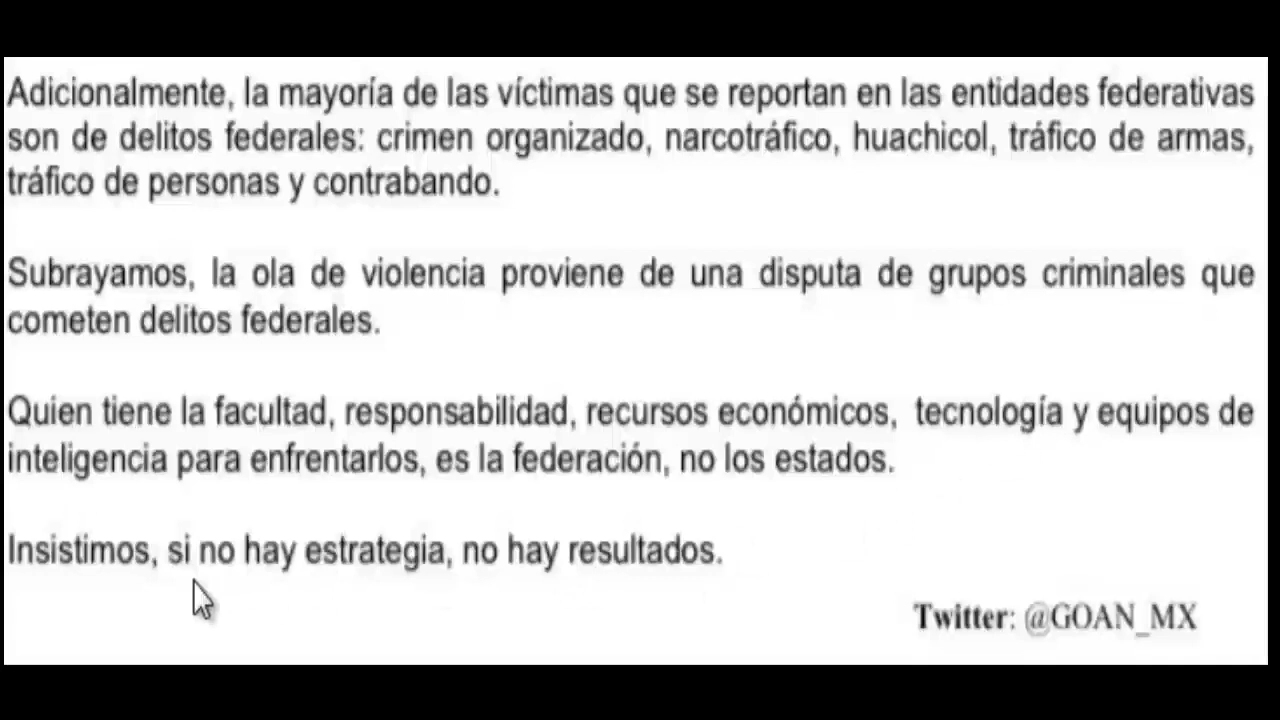 Adicionalmente, la mayoría de las víctimas que se reportan en las entidades federativas
son de delitos federales: crimen organizado, narcotráfico, huachicol, tráfico de armas,
tráfico de personas y contrabando.
Subrayamos, la ola de violencia proviene de una disputa de grupos criminales que
cometen delitos federales.
Quien tiene la facultad, responsabilidad, recursos económicos, tecnología y equipos de
inteligencia para enfrentarlos, es la federación, no los estados.
Insistimos, si no hay estrategia, no hay resultados.
Twitter: @GOAN_MX